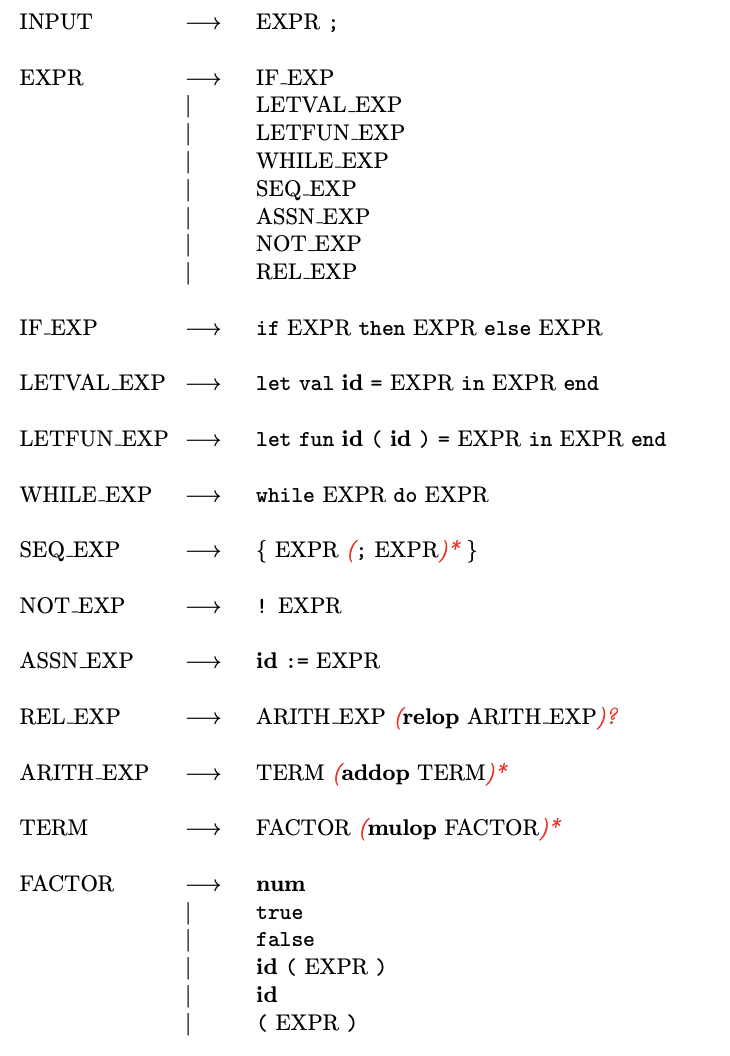 INPUT ⟶ EXPR ;
EXPR ⟶ IF_EXP
| LETVAL_EXP
| LETFUN_EXP
| WHILE_EXP
| SEQ_EXP
| ASSN_EXP
| NOT_EXP
| REL_EXP
IF_EXP ⟶ if EXPR then EXPR else EXPR
LETVAL_EXP ⟶ let val id = EXPR in EXPR end
LETFUN_EXP ⟶ let fun id ( id ) = EXPR in EXPR end
WHILE_EXP ⟶ while EXPR do EXPR
SEQ_EXP ⟶ { EXPR (; EXPR)* }
NOT_EXP ⟶ ! EXPR
ASSN_EXP ⟶ id := EXPR
REL_EXP ⟶ ARITH_EXP (relop ARITH_EXP)?
ARITH_EXP ⟶ TERM (addop TERM)*
TERM ⟶ FACTOR (mulop FACTOR)*
FACTOR ⟶ num
| true
| false
| id ( EXPR )
| id
| ( EXPR )